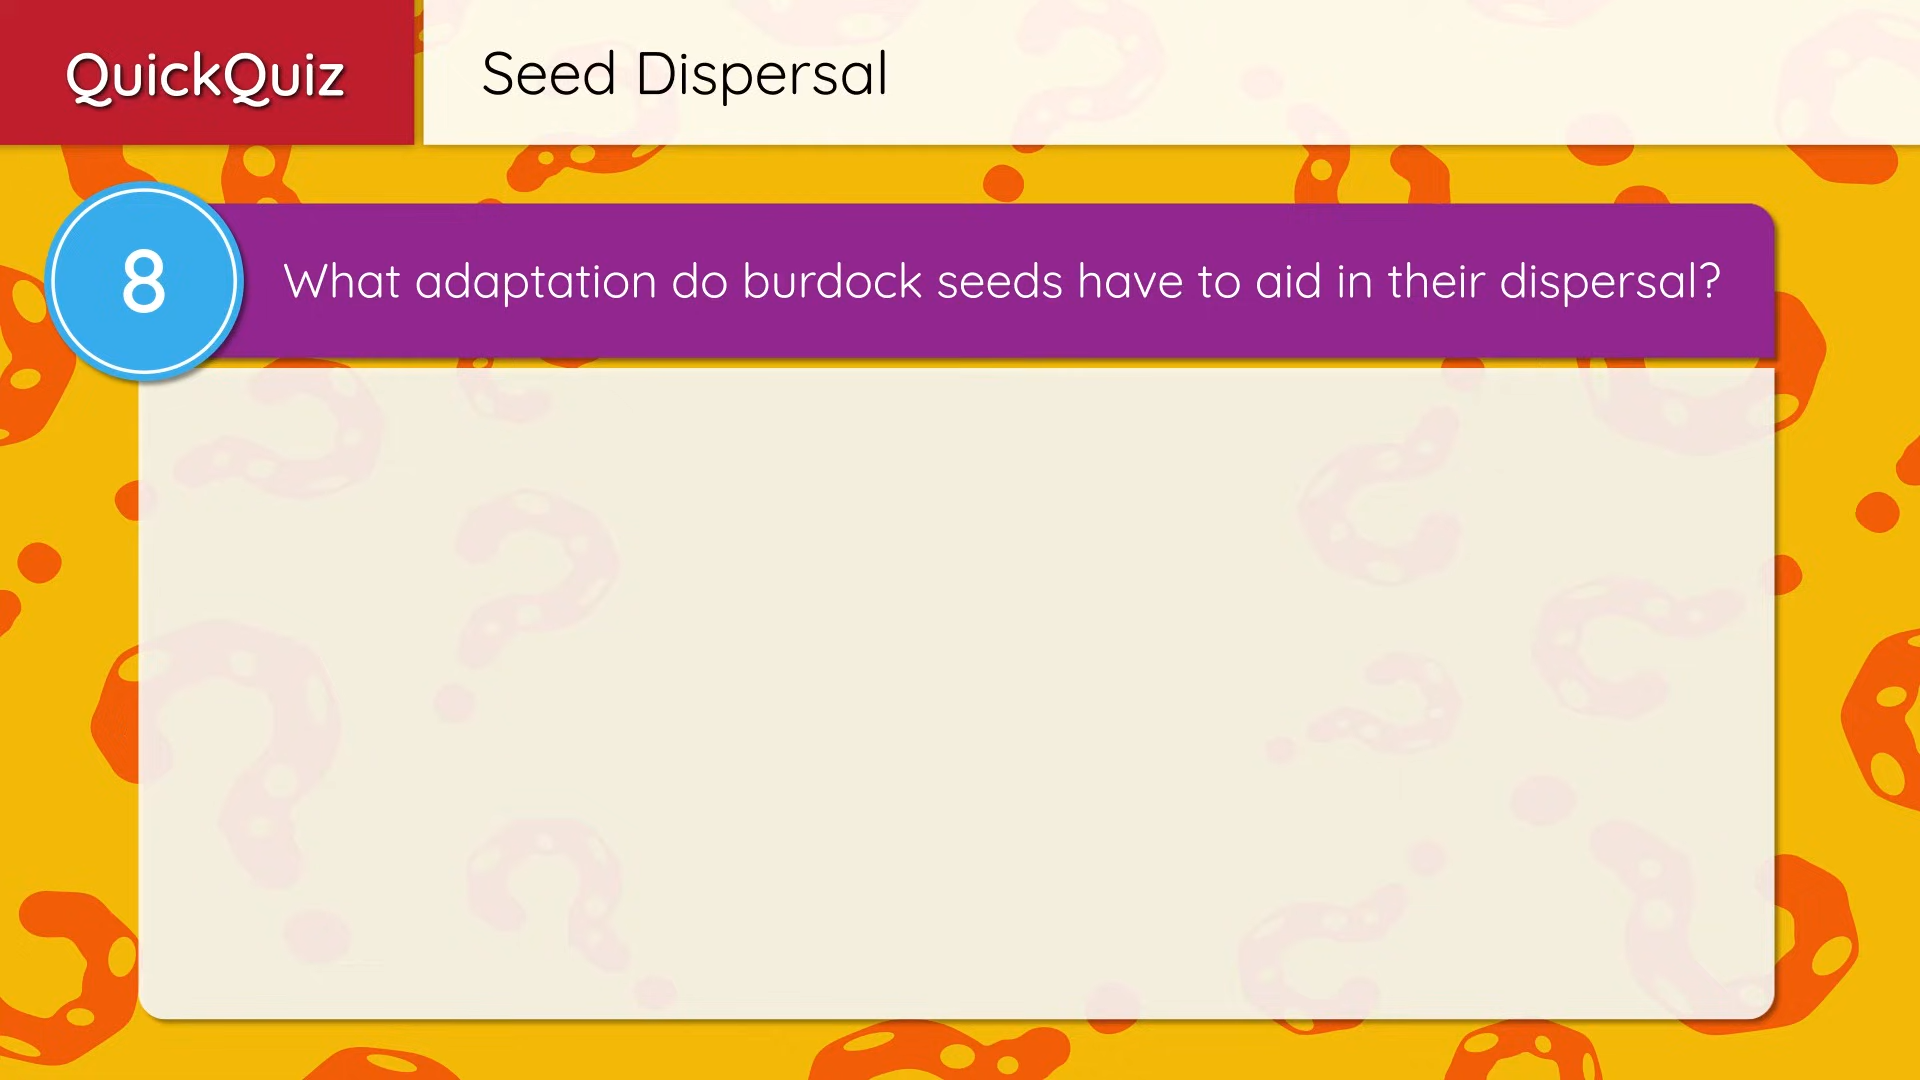 QuickQuiz
Seed Dispersal
8
What adaptation do burdock seeds have to aid in their dispersal?